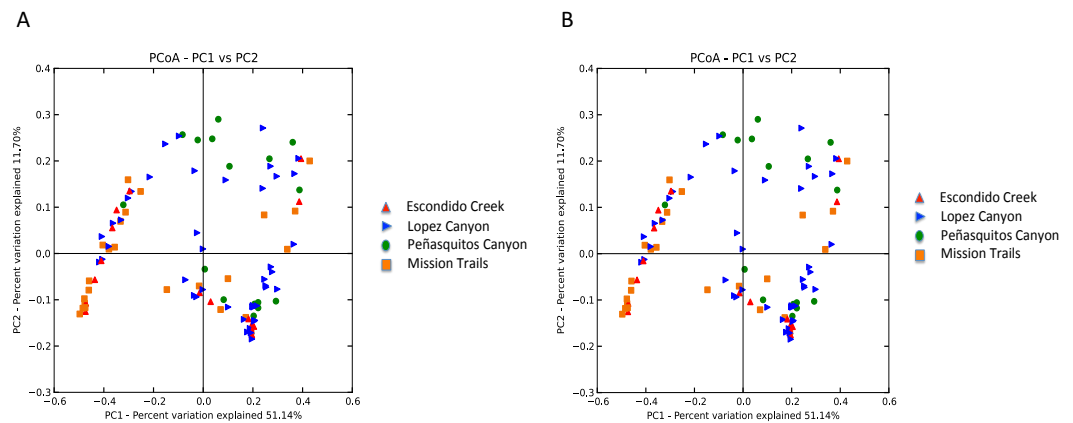 A
PCoA - PC1 vs PC2
PC2 - Percent variation explained 11.70%
0.4
0.3
0.2
0.1
0.0
−0.1
−0.2
−0.3
−0.6
−0.4
−0.2
0.0
0.2
0.4
0.6
PC1 - Percent variation explained 51.14%
Escondido Creek
Lopez Canyon
Peñasquitos Canyon
Mission Trails
B
PCoA - PC1 vs PC2
PC2 - Percent variation explained 11.70%
0.4
0.3
0.2
0.1
0.0
−0.1
−0.2
−0.3
−0.6
−0.4
−0.2
0.0
0.2
0.4
0.6
PC1 - Percent variation explained 51.14%
Escondido Creek
Lopez Canyon
Peñasquitos Canyon
Mission Trails